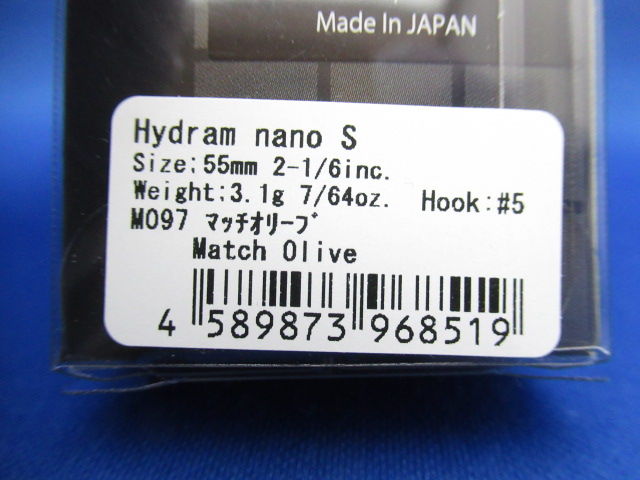 Made In JAPAN
Hydram nano S
Size:55mm 2-1/6inc.
Weight:3.1g 7/64oz. Hook:#5
M097 マッチオリーブ
Match Olive
4 589873 968519